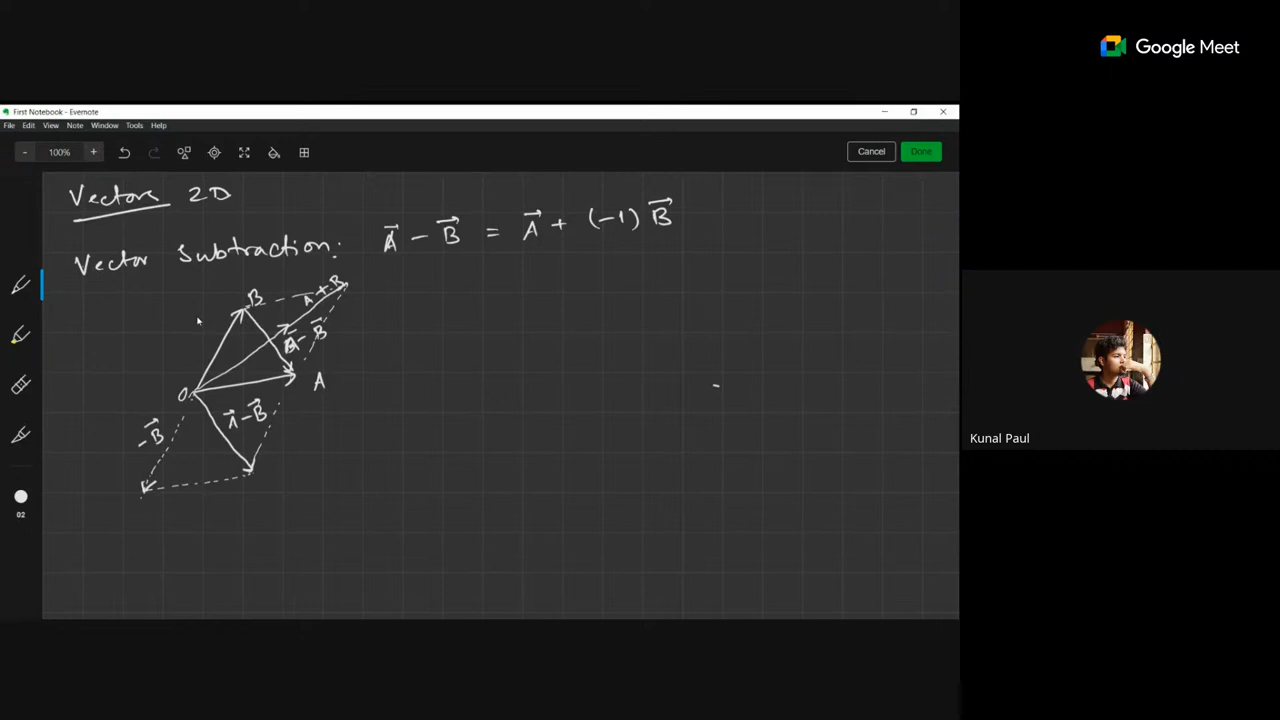 Google Meet
First Notebook - Evernote
File Edit View Note Window Tools Help
- 100% +
Cancel Done
Vectors 2D
Vector Subtraction: A⃗ - B⃗ = A⃗ + (-1) B⃗
B
A⃗ + B⃗
A⃗ - B⃗
O
A
A⃗ - B⃗
-B⃗
Kunal Paul
02